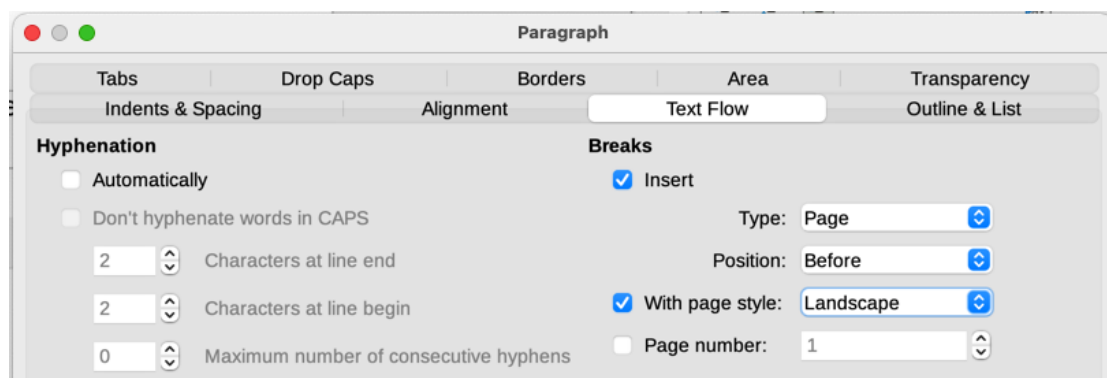 Paragraph
Tabs Drop Caps Borders Area Transparency
Indents & Spacing Alignment Text Flow Outline & List
Hyphenation
Automatically
Don't hyphenate words in CAPS
2 Characters at line end
2 Characters at line begin
0 Maximum number of consecutive hyphens
Breaks
Insert
Type: Page
Position: Before
With page style: Landscape
Page number: 1